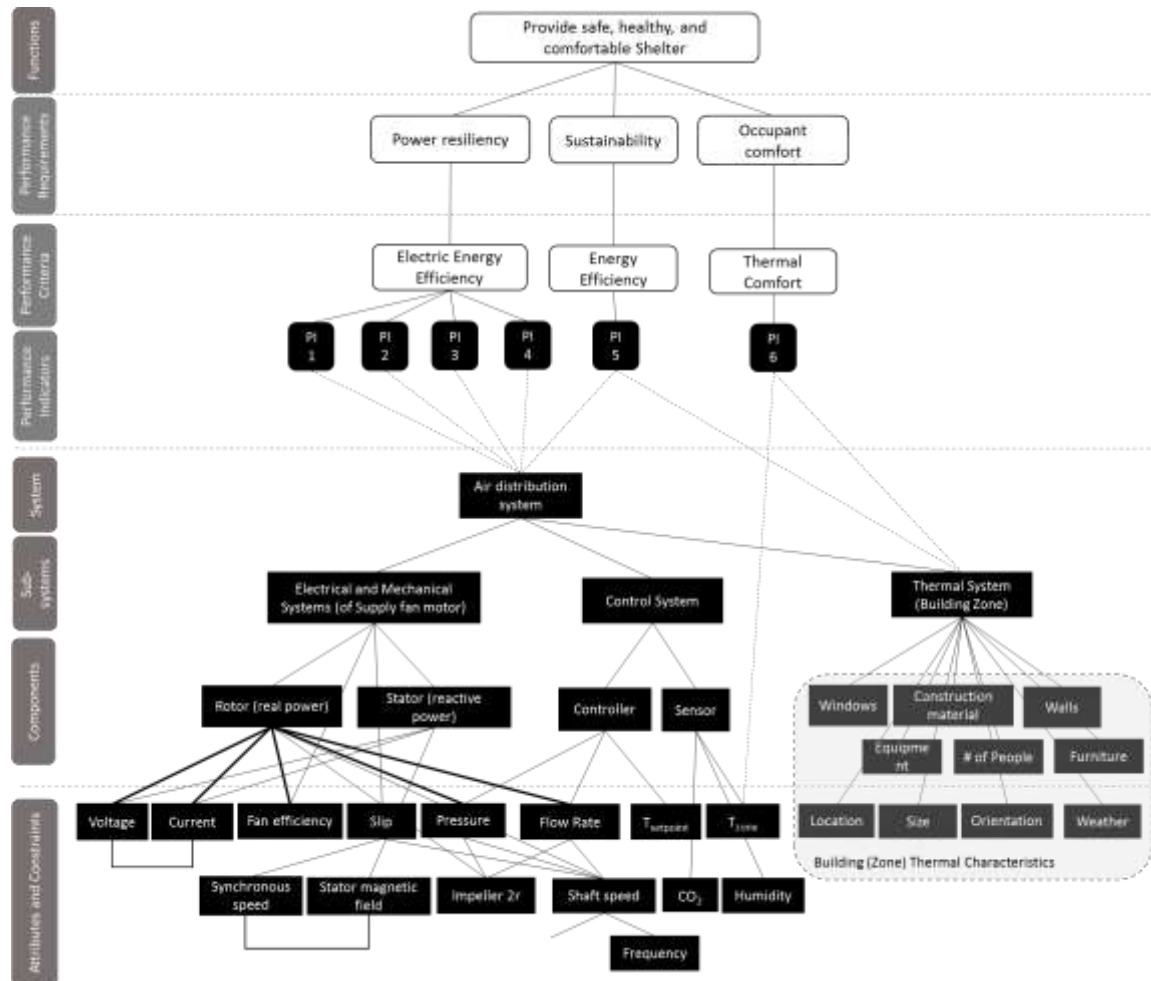 Functions
Provide safe, healthy, and
comfortable Shelter
Performance
Requirements
Power resiliency
Sustainability
Occupant
comfort
Performance
Criteria
Electric Energy
Efficiency
Energy
Efficiency
Thermal
Comfort
Performance
Indicators
PI
1
PI
2
PI
3
PI
4
PI
5
PI
6
System
Air distribution
system
Sub-
systems
Electrical and Mechanical
Systems (of Supply fan motor)
Control System
Thermal System
(Building Zone)
Components
Rotor (real power)
Stator (reactive
power)
Controller
Sensor
Windows
Construction
material
Walls
Equipme
nt
# of People
Furniture
Attributes and Constraints
Voltage
Current
Fan efficiency
Slip
Pressure
Flow Rate
Tsetpoint
Tzone
Location
Size
Orientation
Weather
Building (Zone) Thermal Characteristics
Synchronous
speed
Stator magnetic
field
Impeller 2r
Shaft speed
CO2
Humidity
Frequency